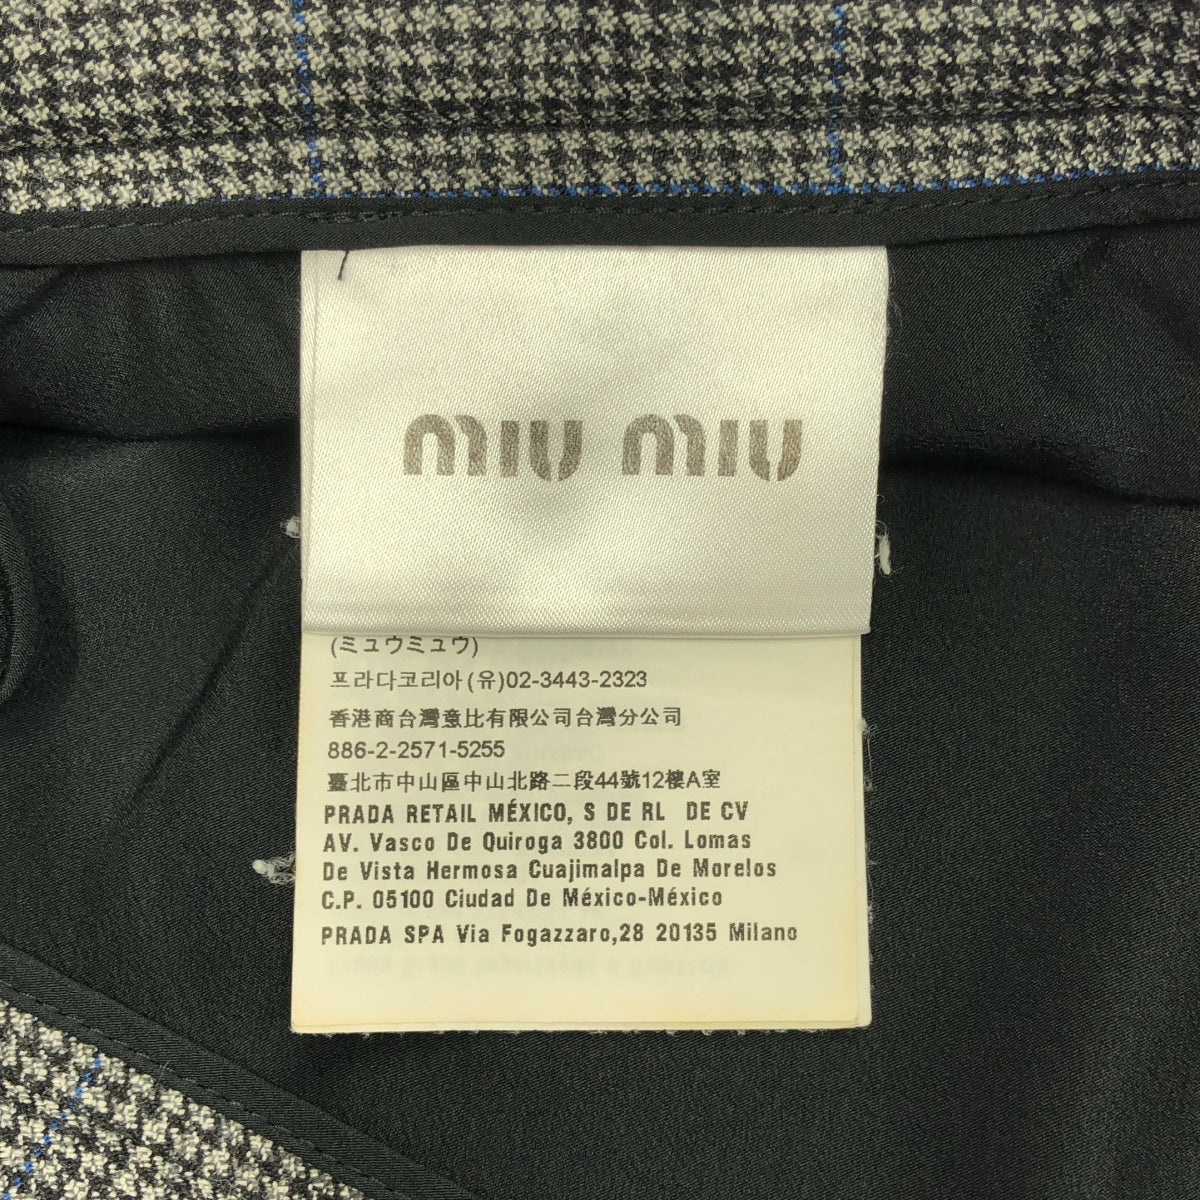 miu miu
(ミュウミュウ)
프라다코리아(유)02-3443-2323
香港商台灣意比有限公司台灣分公司
886-2-2571-5255
臺北市中山區中山北路二段44號12樓A室
PRADA RETAIL MÉXICO, S DE RL DE CV
AV. Vasco De Quiroga 3800 Col. Lomas
De Vista Hermosa Cuajimalpa De Morelos
C.P. 05100 Ciudad De México-México
PRADA SPA Via Fogazzaro,28 20135 Milano